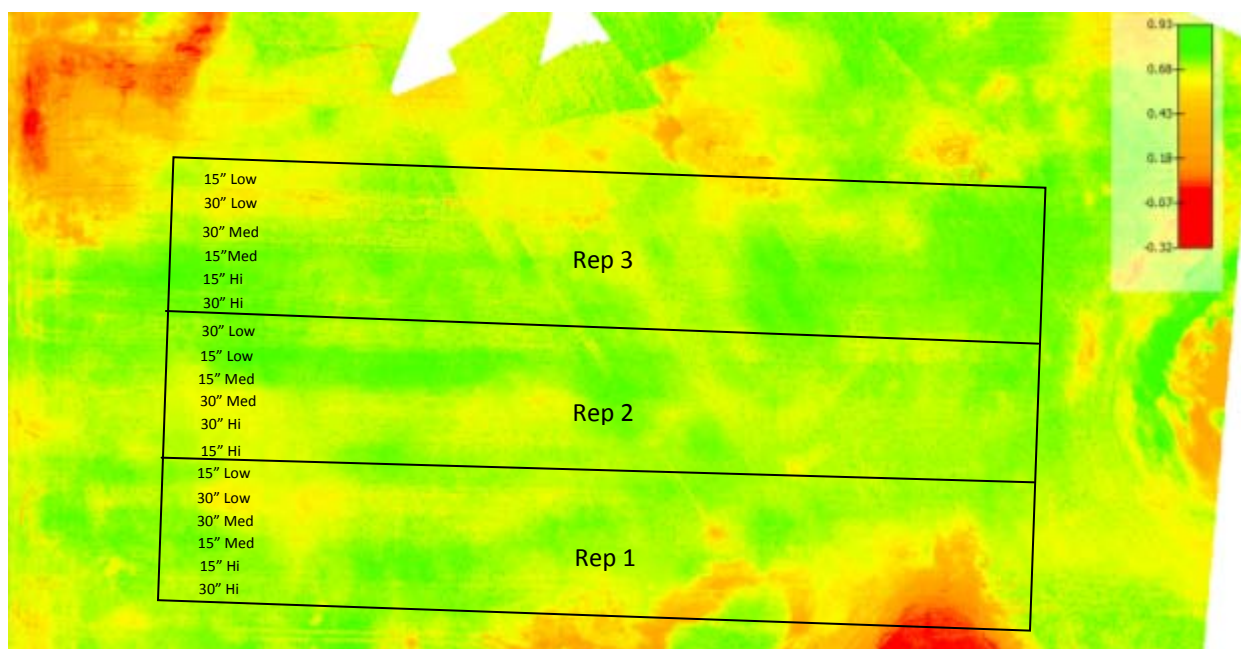 0.93
0.68
0.43
0.18
-0.07
-0.32
15” Low
30” Low
30” Med
15”Med
15” Hi
30” Hi
Rep 3
30” Low
15” Low
15” Med
30” Med
30” Hi
15” Hi
Rep 2
15” Low
30” Low
30” Med
15” Med
15” Hi
30” Hi
Rep 1